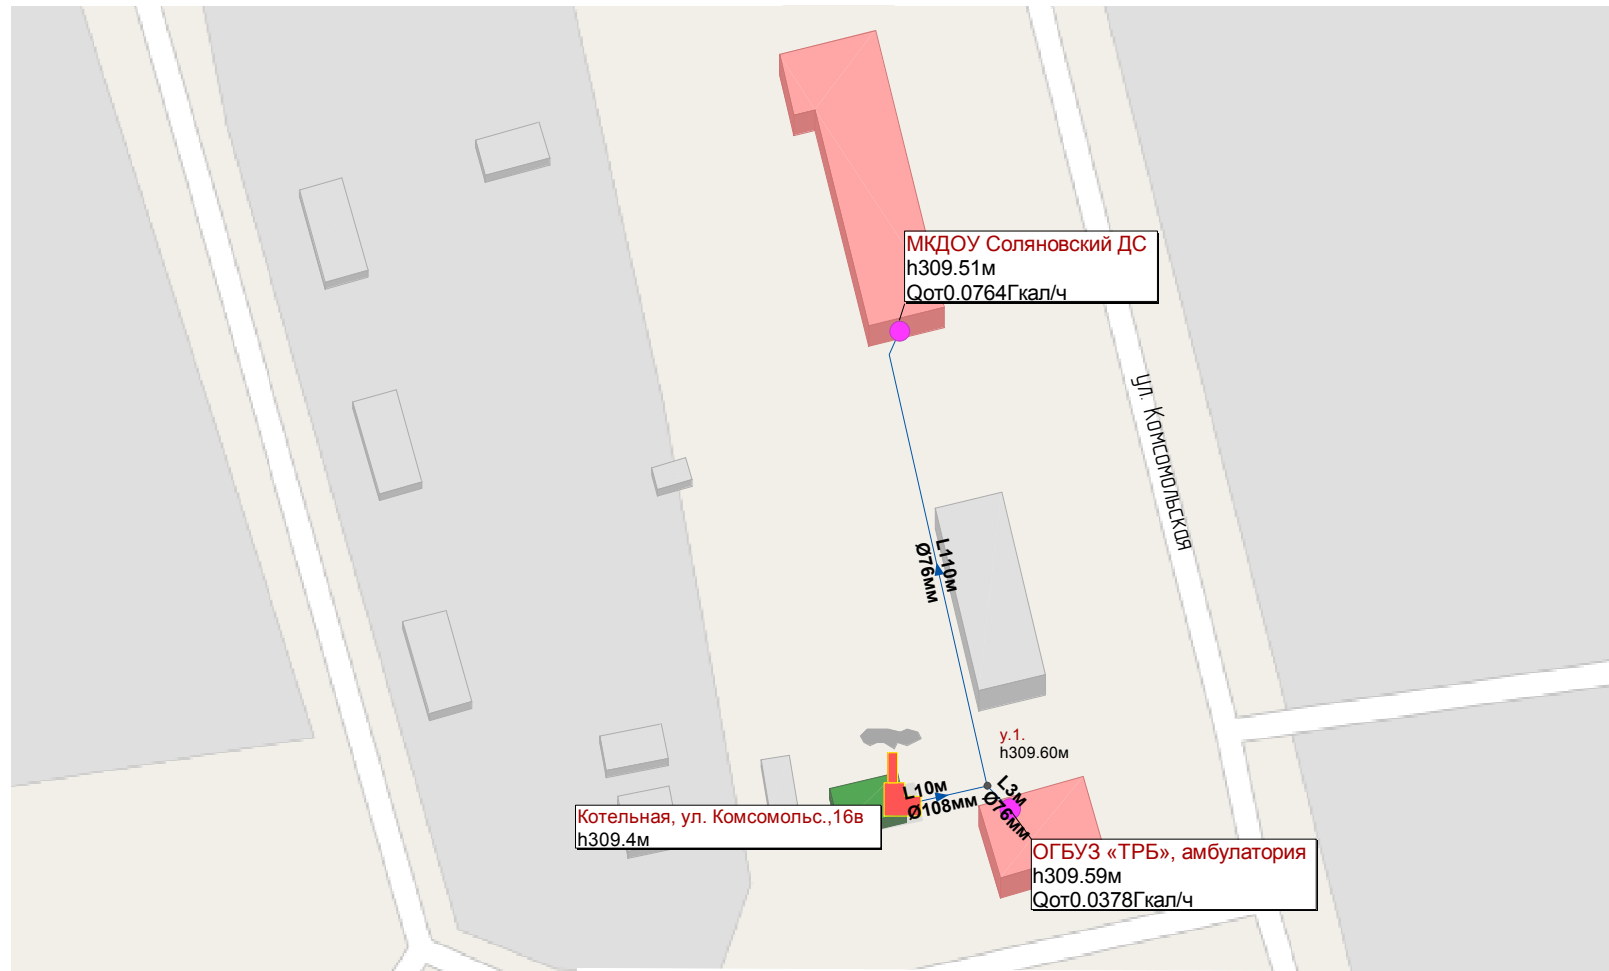 МКДОУ Соляновский ДС
h309.51м
Qот0.0764Гкал/ч
ул. Комсомольская
L110м
Ø76мм
у.1.
h309.60м
L10м
Ø108мм
L3м
Ø76мм
Котельная, ул. Комсомольс.,16в
h309.4м
ОГБУЗ «ТРБ», амбулатория
h309.59м
Qот0.0378Гкал/ч